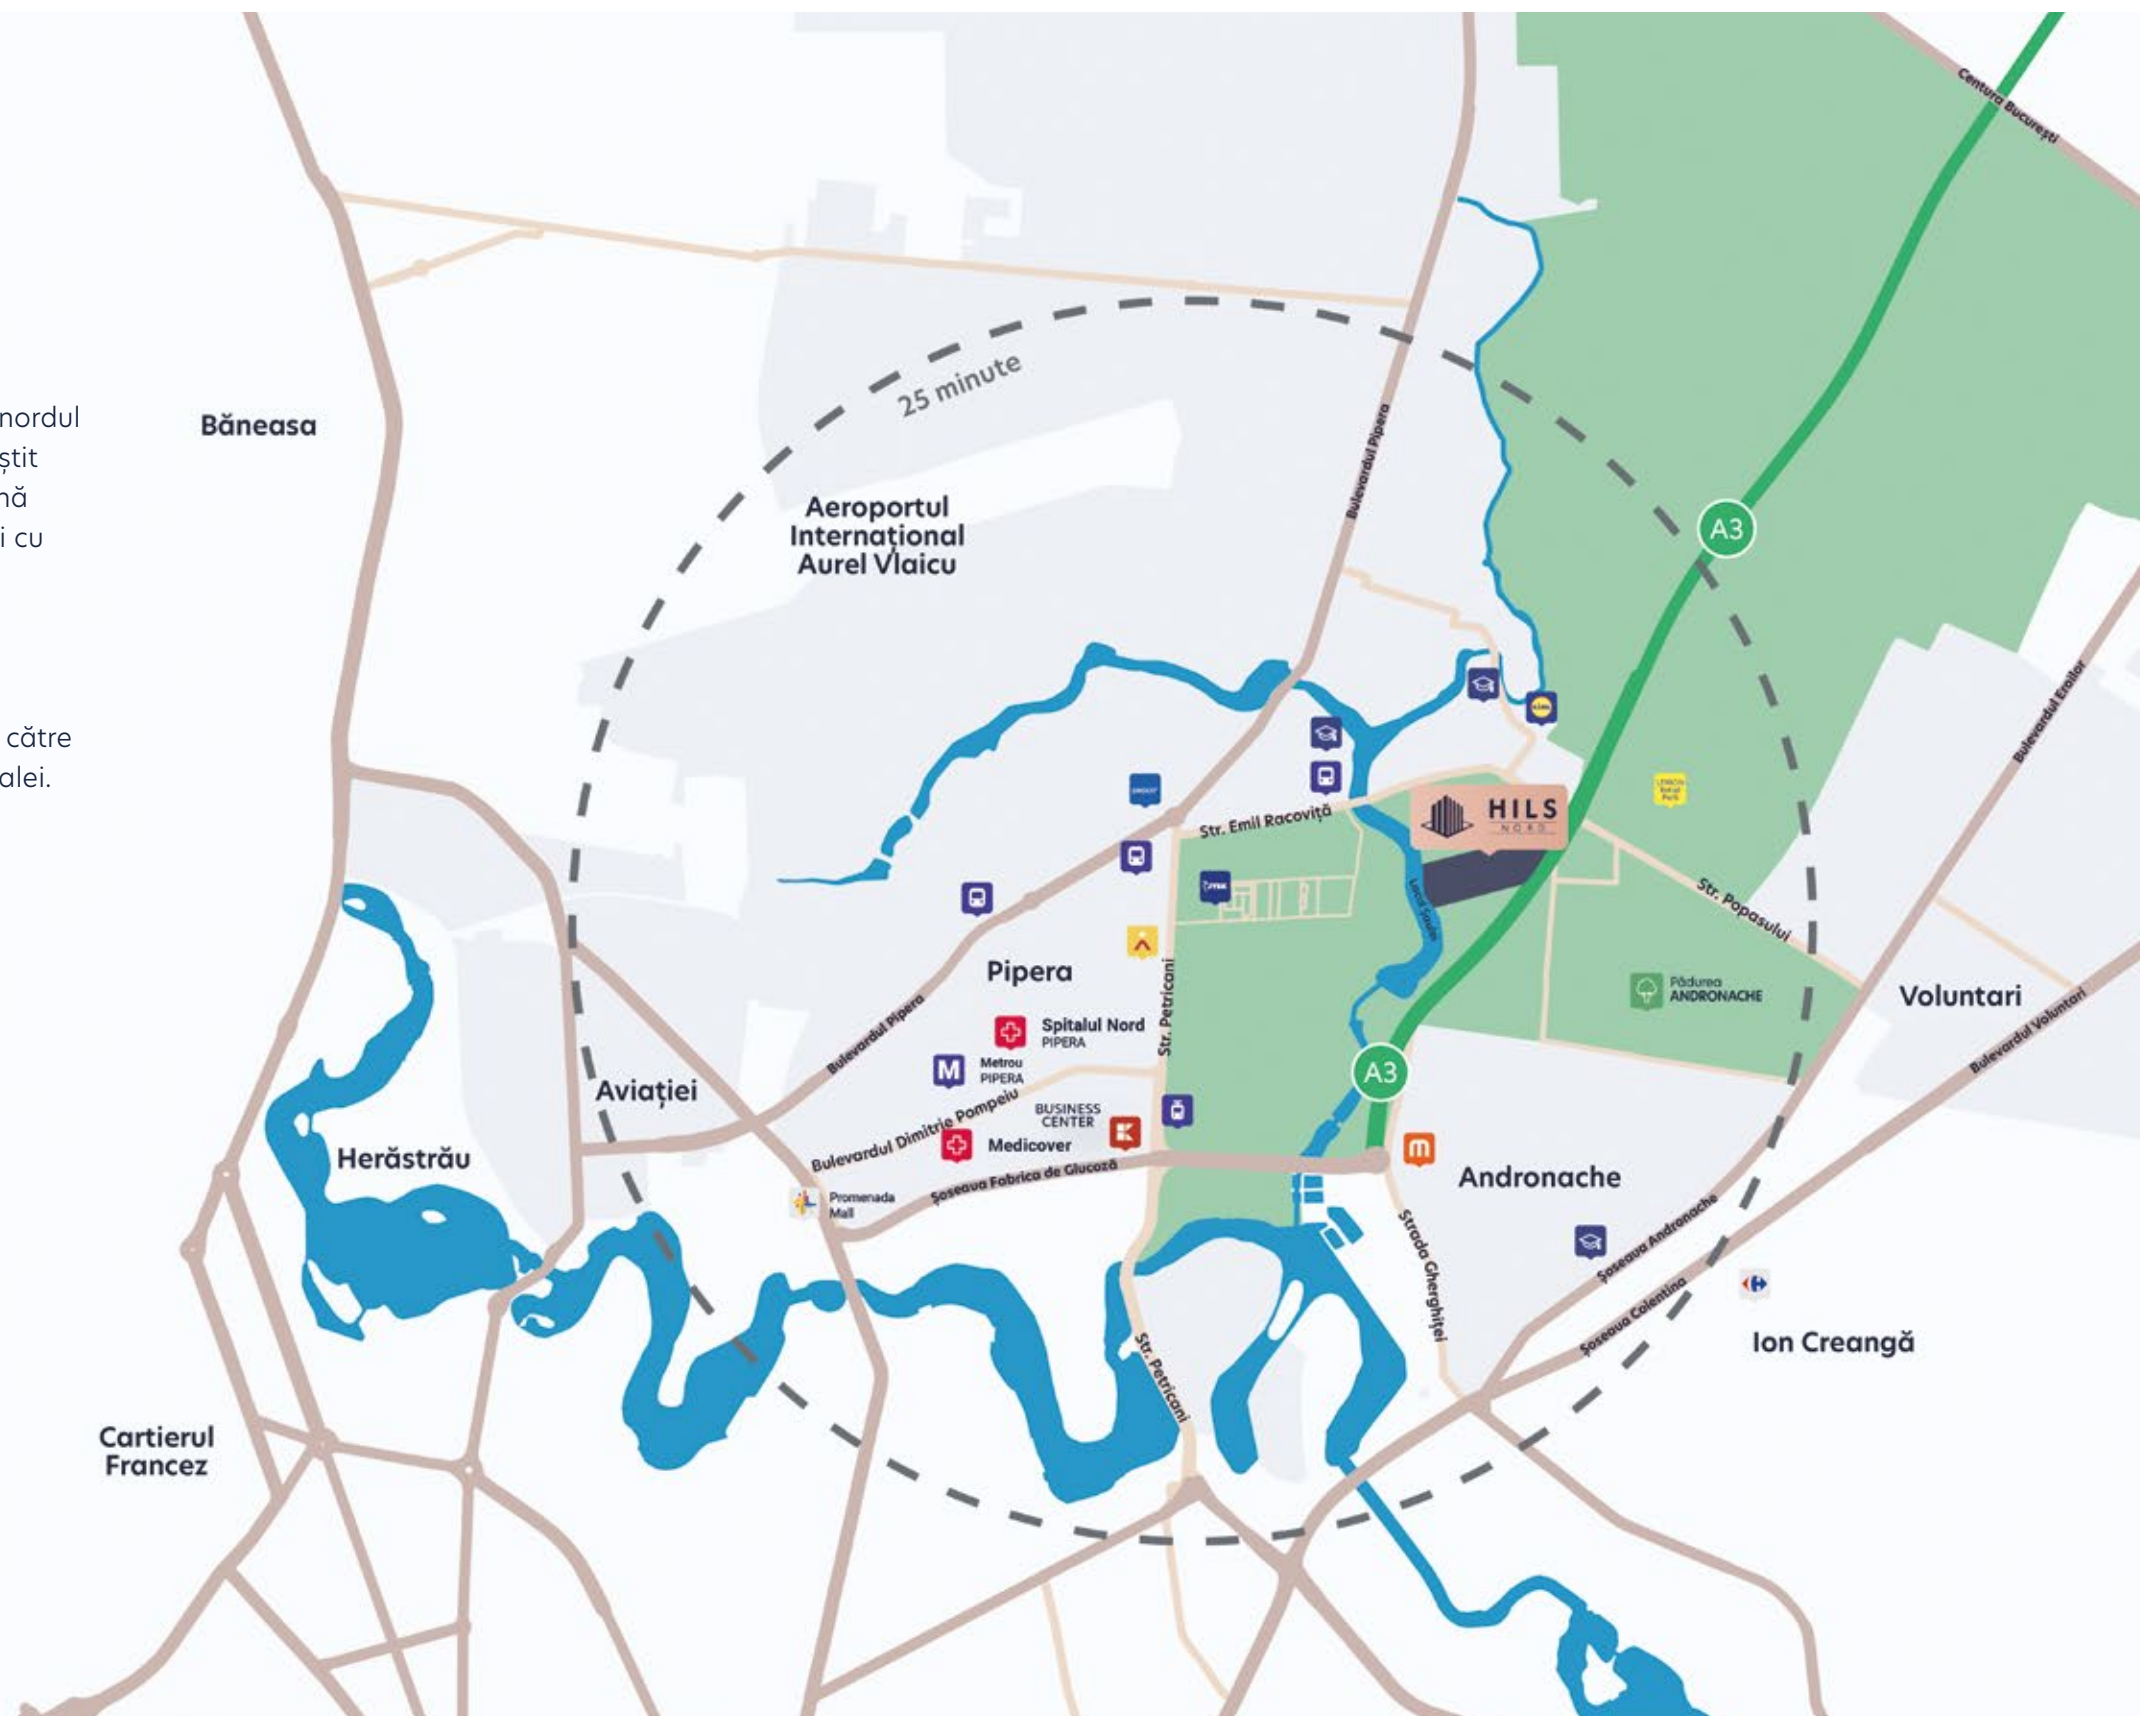 nordul
știt
nă
i cu
către
alei.
Centura București
Băneasa
25 minute
Bulevardul Pipera
Aeroportul
Internațional
Aurel Vlaicu
A3
Bulevardul Eroilor
HILS
NORD
Str. Emil Racoviță
Lacul Saulei
Str. Popasului
Pipera
Str. Petricani
Pădurea
ANDRONACHE
Voluntari
Bulevardul Voluntari
Bulevardul Pipera
Spitalul Nord
PIPERA
M
Metrou
PIPERA
A3
Aviației
BUSINESS
CENTER
K
Bulevardul Dimitrie Pompeiu
Medicover
m
Herăstrău
Șoseaua Fabrica de Glucoză
Andronache
Promenada
Mall
Strada Gherghiței
Șoseaua Andronache
Șoseaua Colentina
Ion Creangă
Str. Petricani
Cartierul
Francez